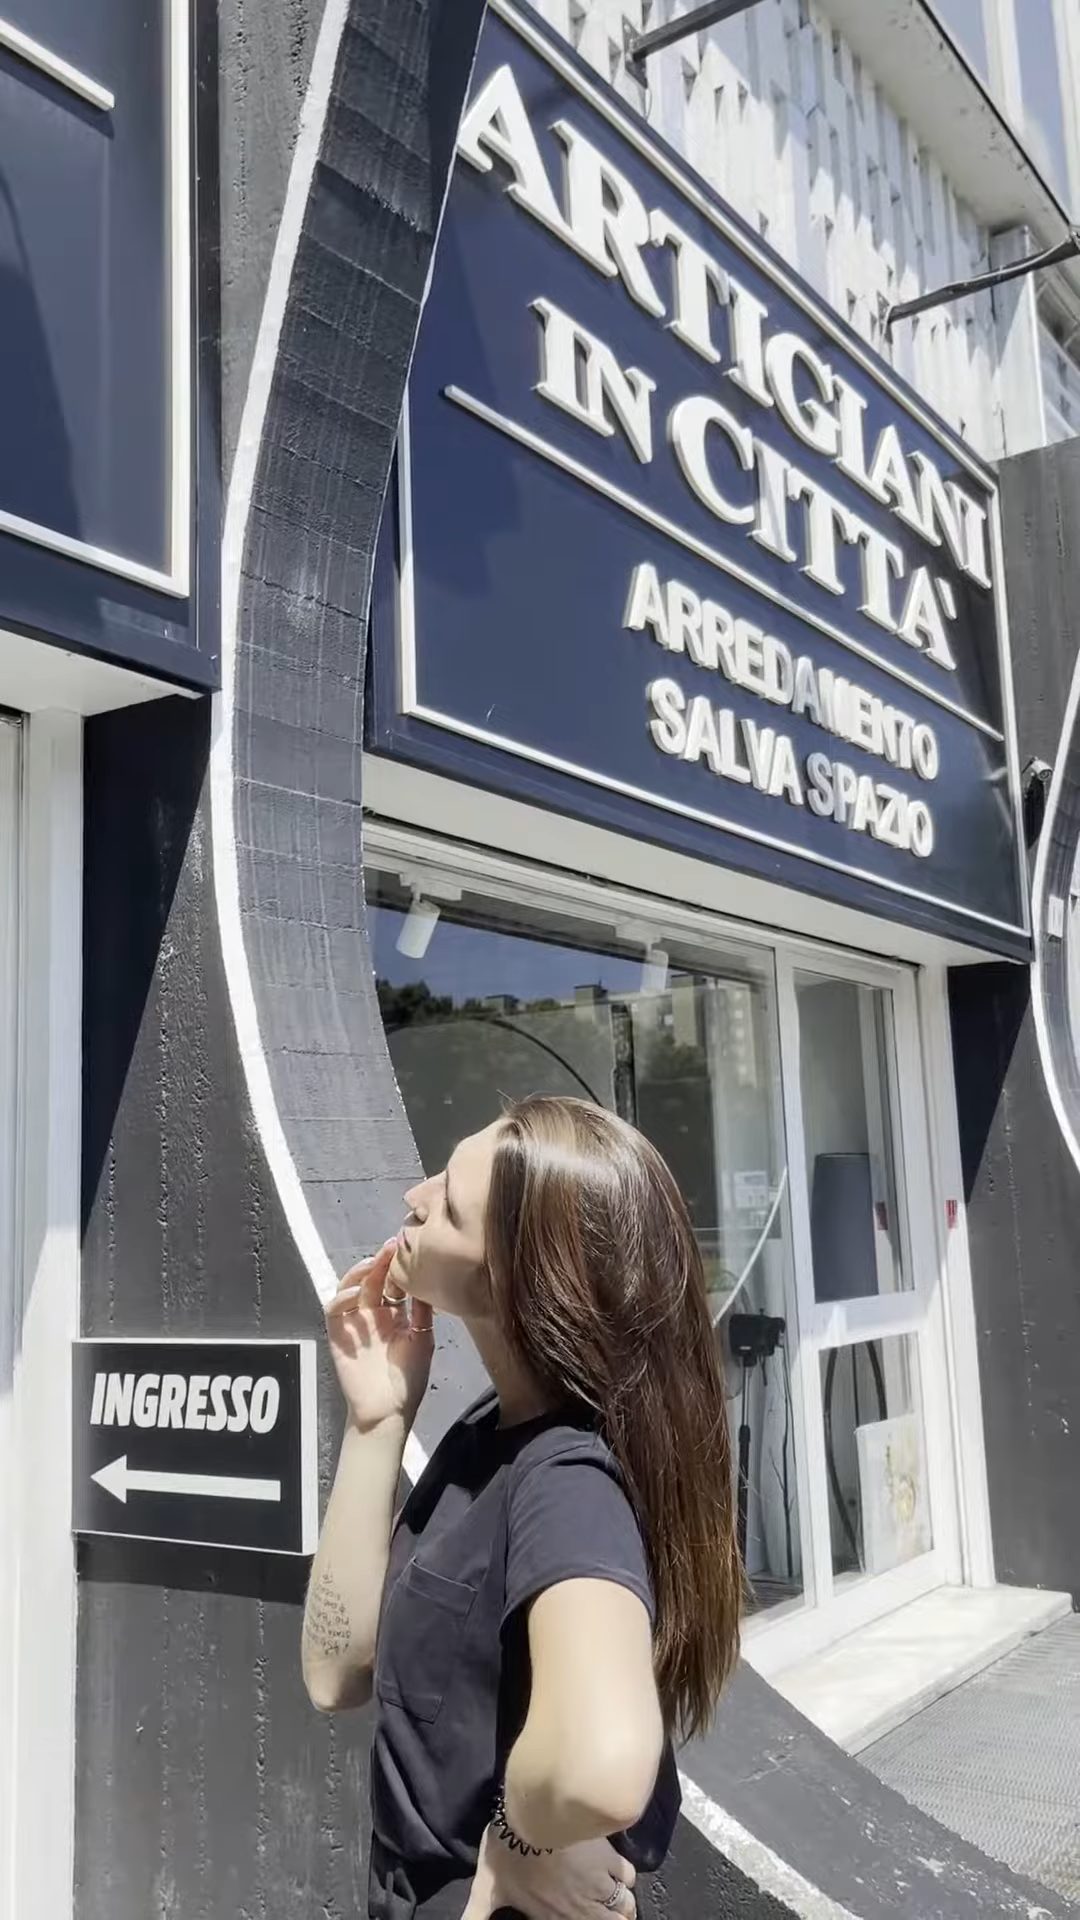 ARTIGIANI
IN CITTA'
ARREDAMENTO
SALVA SPAZIO
INGRESSO